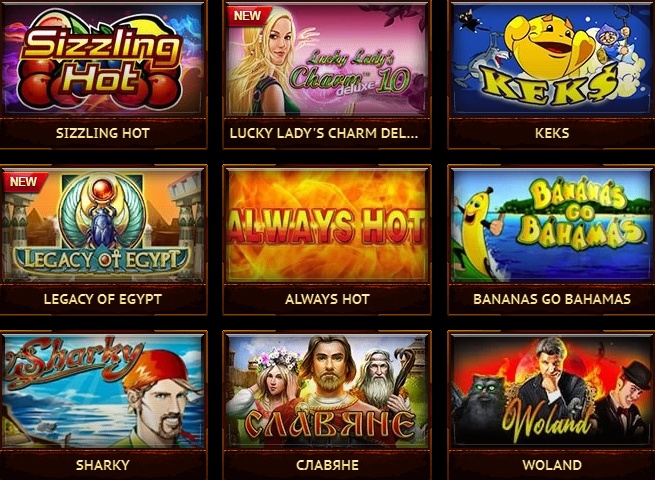 Sizzling
Hot
SIZZLING HOT
NEW
Lucky Lady's
Charm™
deluxe 10
LUCKY LADY'S CHARM DEL...
KEK$
KEKS
NEW
LEGACY OF EGYPT
LEGACY OF EGYPT
ALWAYS HOT
ALWAYS HOT
BANANAS
GO
BAHAMAS
BANANAS GO BAHAMAS
Sharky
SHARKY
СЛАВЯНЕ
СЛАВЯНЕ
Woland
WOLAND